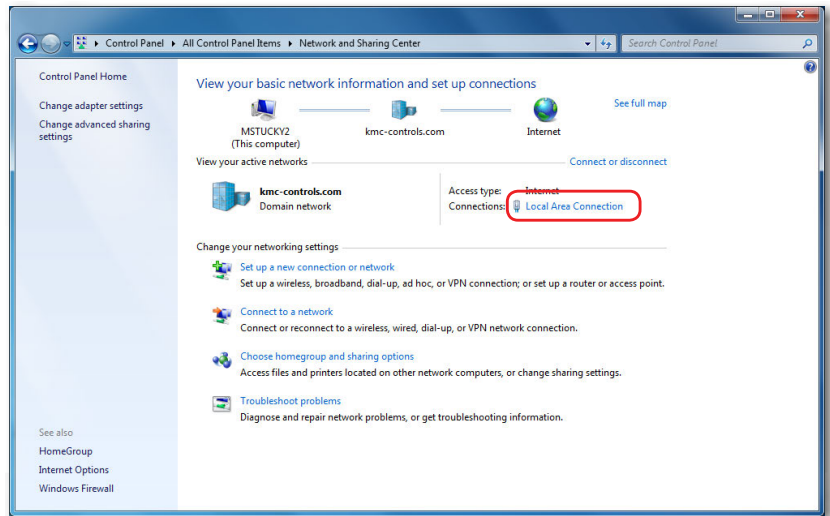 Control Panel ▸ All Control Panel Items ▸ Network and Sharing Center
Search Control Panel
Control Panel Home
Change adapter settings
Change advanced sharing
settings
See also
HomeGroup
Internet Options
Windows Firewall
View your basic network information and set up connections
See full map
MSTUCKY2
(This computer)
kmc-controls.com
Internet
View your active networks
Connect or disconnect
kmc-controls.com
Domain network
Access type: Internet
Connections: Local Area Connection
Change your networking settings
Set up a new connection or network
Set up a wireless, broadband, dial-up, ad hoc, or VPN connection; or set up a router or access point.
Connect to a network
Connect or reconnect to a wireless, wired, dial-up, or VPN network connection.
Choose homegroup and sharing options
Access files and printers located on other network computers, or change sharing settings.
Troubleshoot problems
Diagnose and repair network problems, or get troubleshooting information.